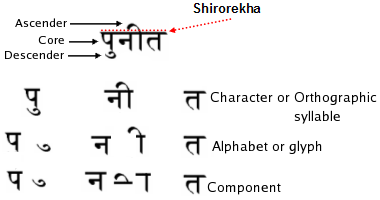 Shirorekha
Ascender
Core
Descender
पुनीत
पु नी त Character or Orthographic
syllable
प ु न ी त Alphabet or glyph
प ु न त Component